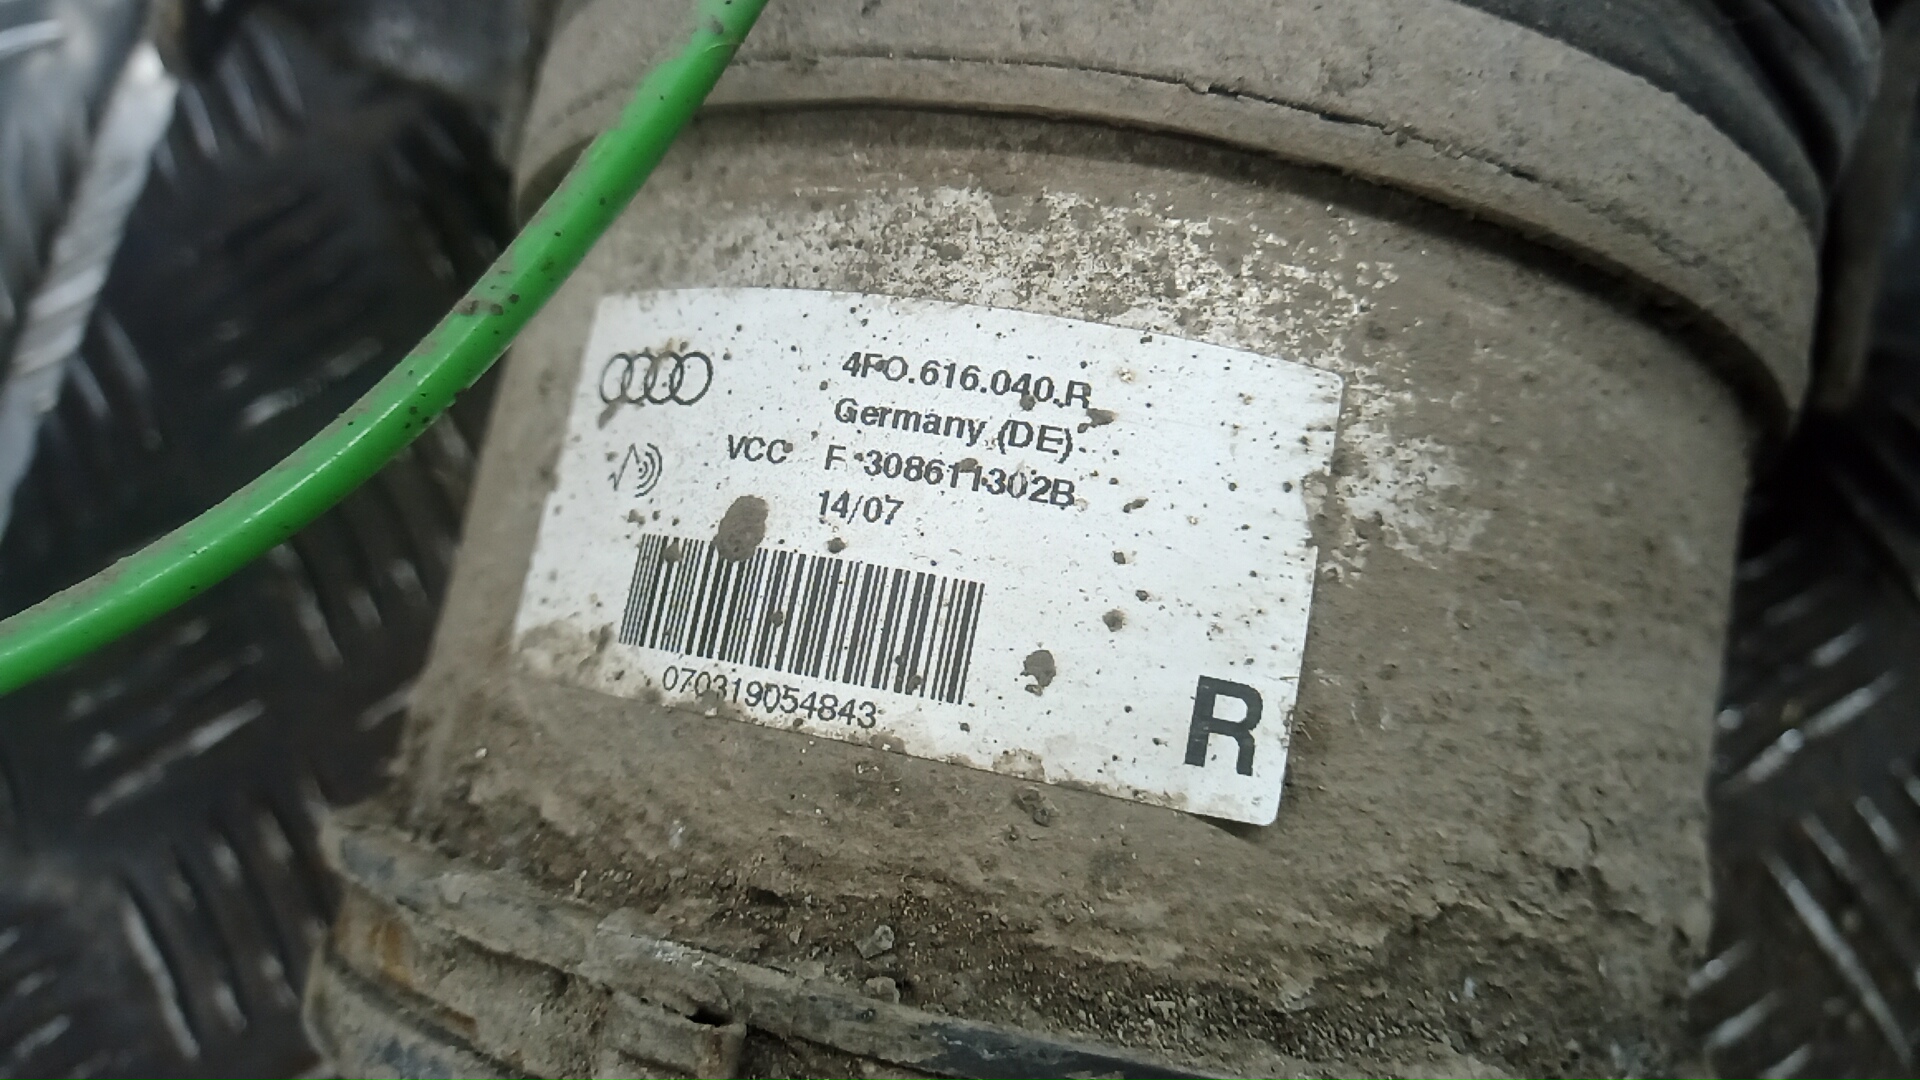 4F0.616.040.R
Germany (DE)
VCC F 308611302B
14/07
070319054843
R